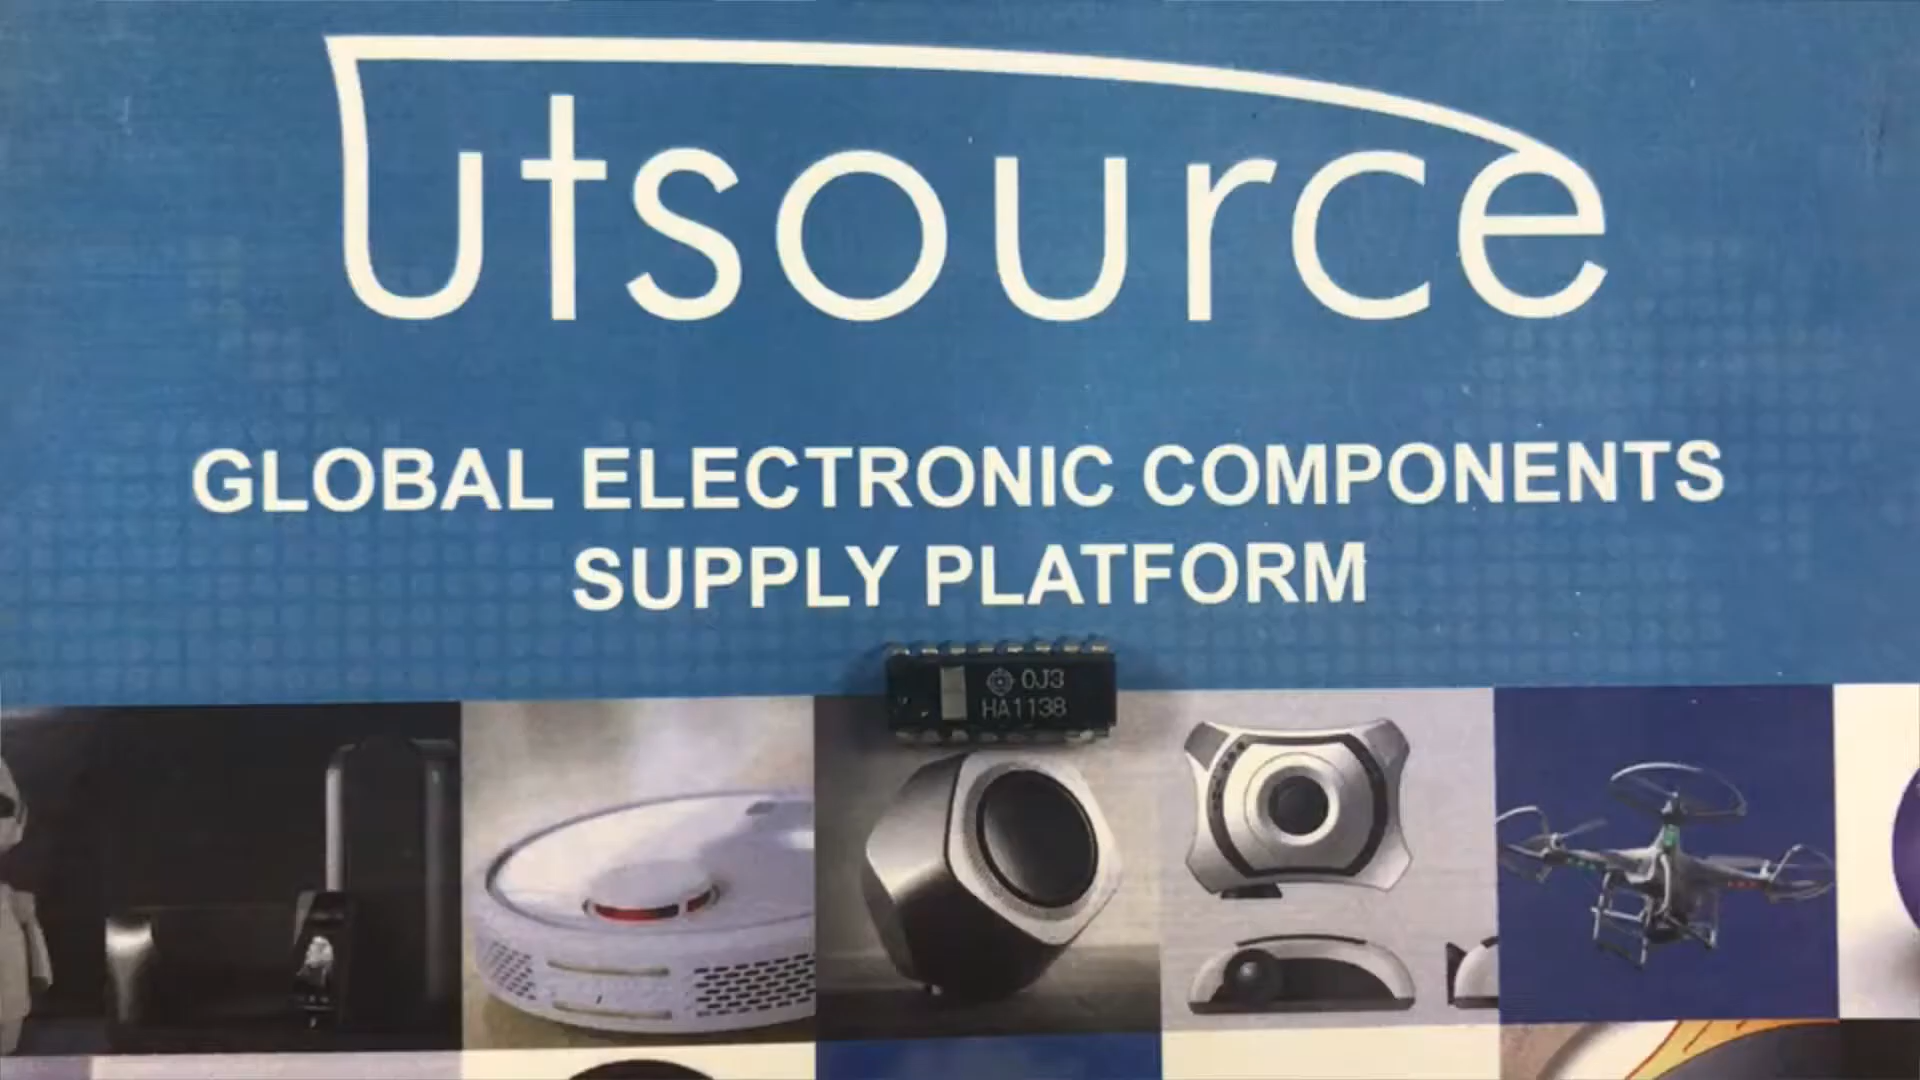 Utsource
GLOBAL ELECTRONIC COMPONENTS
SUPPLY PLATFORM
0J3
HA1138